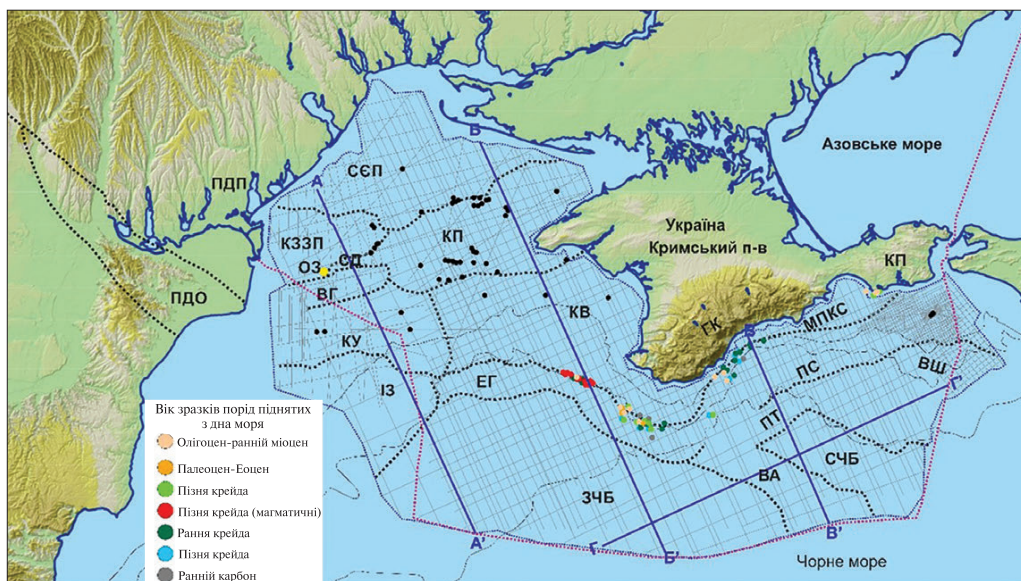 Б
СЄП
Азовське море
А
ПДП
КЗЗП
КП
Україна
Кримський п-в
СД
ОЗ
КП
ПДО
ВГ
КВ
ГК
МПКС
В
КУ
ПС
ВШ
ІЗ
ЕГ
Г'
Вік зразків порід піднятих
з дна моря
ПТ
Олігоцен-ранній міоцен
СЧБ
Палеоцен-Еоцен
ВА
ЗЧБ
Пізня крейда
Пізня крейда (магматичні)
Рання крейда
В'
А'
Г
Б'
Пізня крейда
Чорне море
Ранній карбон